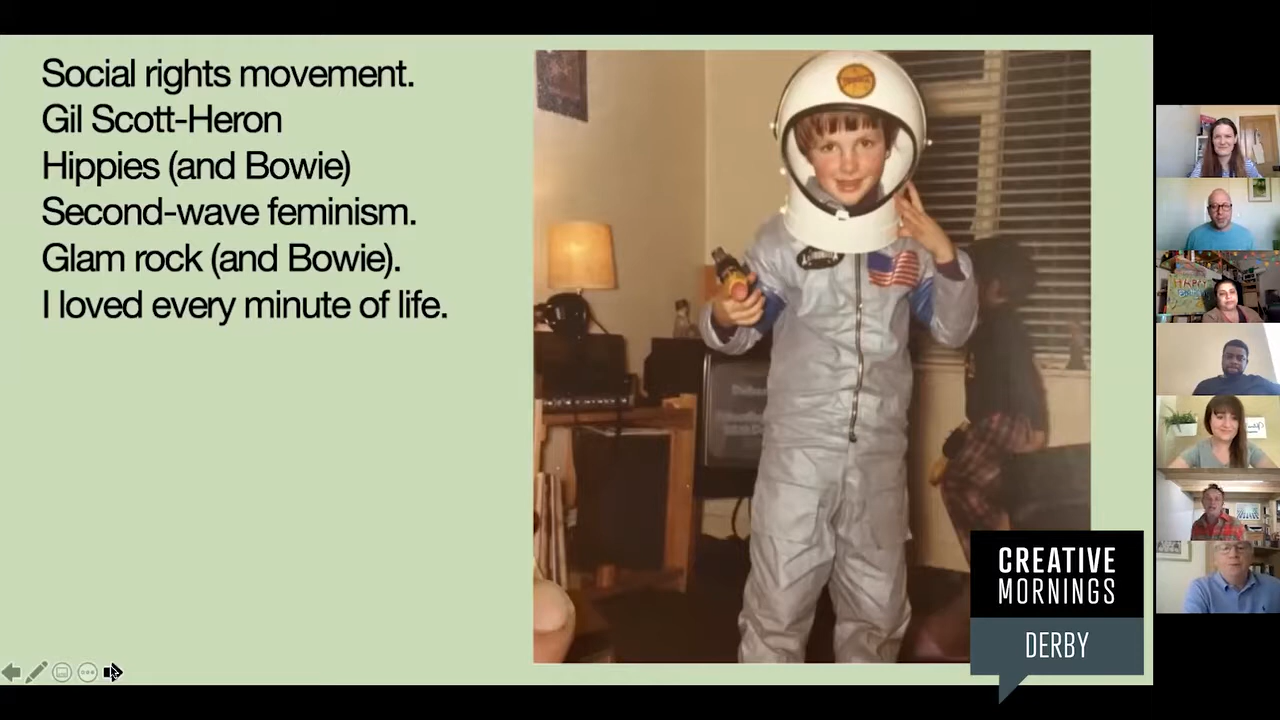 Social rights movement.
Gil Scott-Heron
Hippies (and Bowie)
Second-wave feminism.
Glam rock (and Bowie).
I loved every minute of life.
CREATIVE
MORNINGS
DERBY
HAPPY